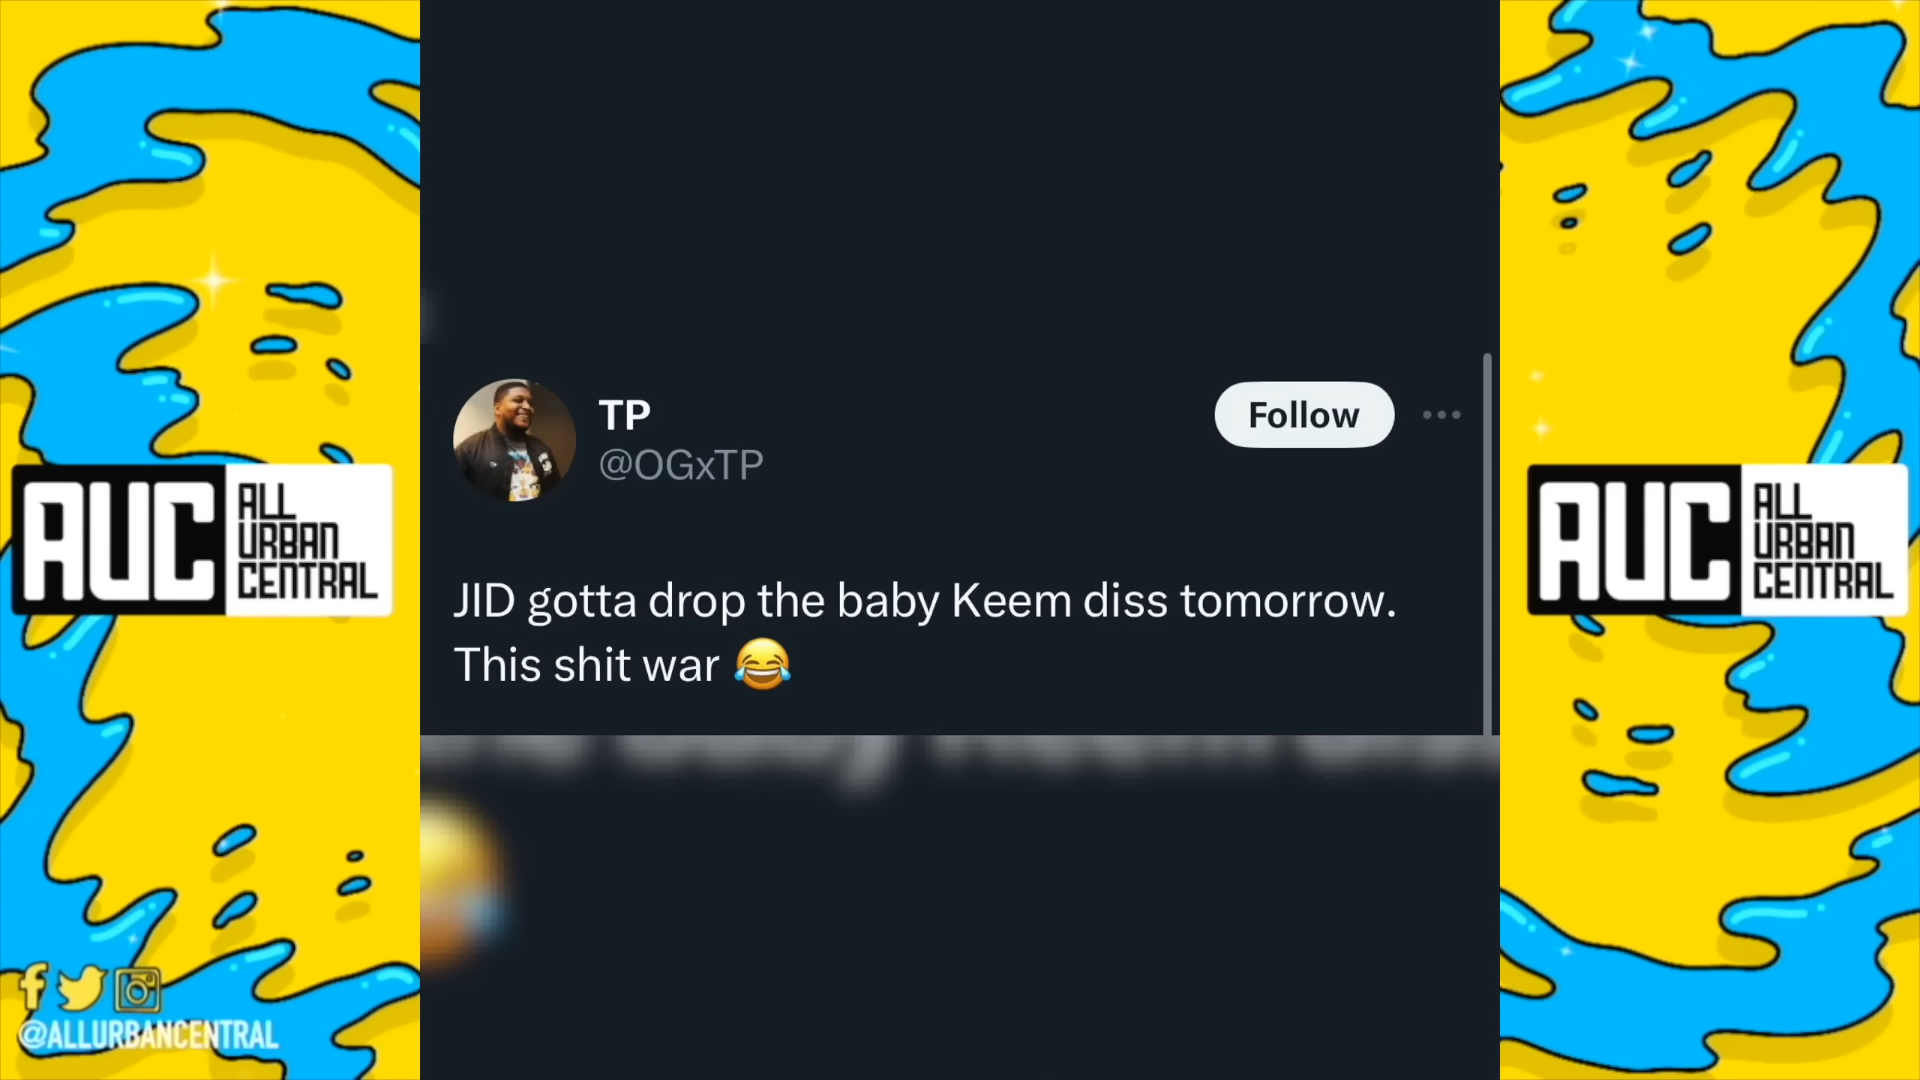 TP
@OGxTP
Follow
JID gotta drop the baby Keem diss tomorrow.
This shit war 😂
AUC
ALL
URBAN
CENTRAL
AUC
ALL
URBAN
CENTRAL
@ALLURBANCENTRAL